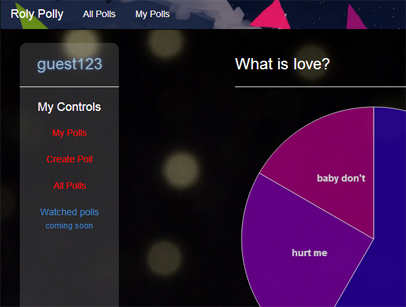 Roly Polly All Polls My Polls
guest123
My Controls
My Polls
Create Poll
All Polls
Watched polls
coming soon
What is love?
baby don't
hurt me